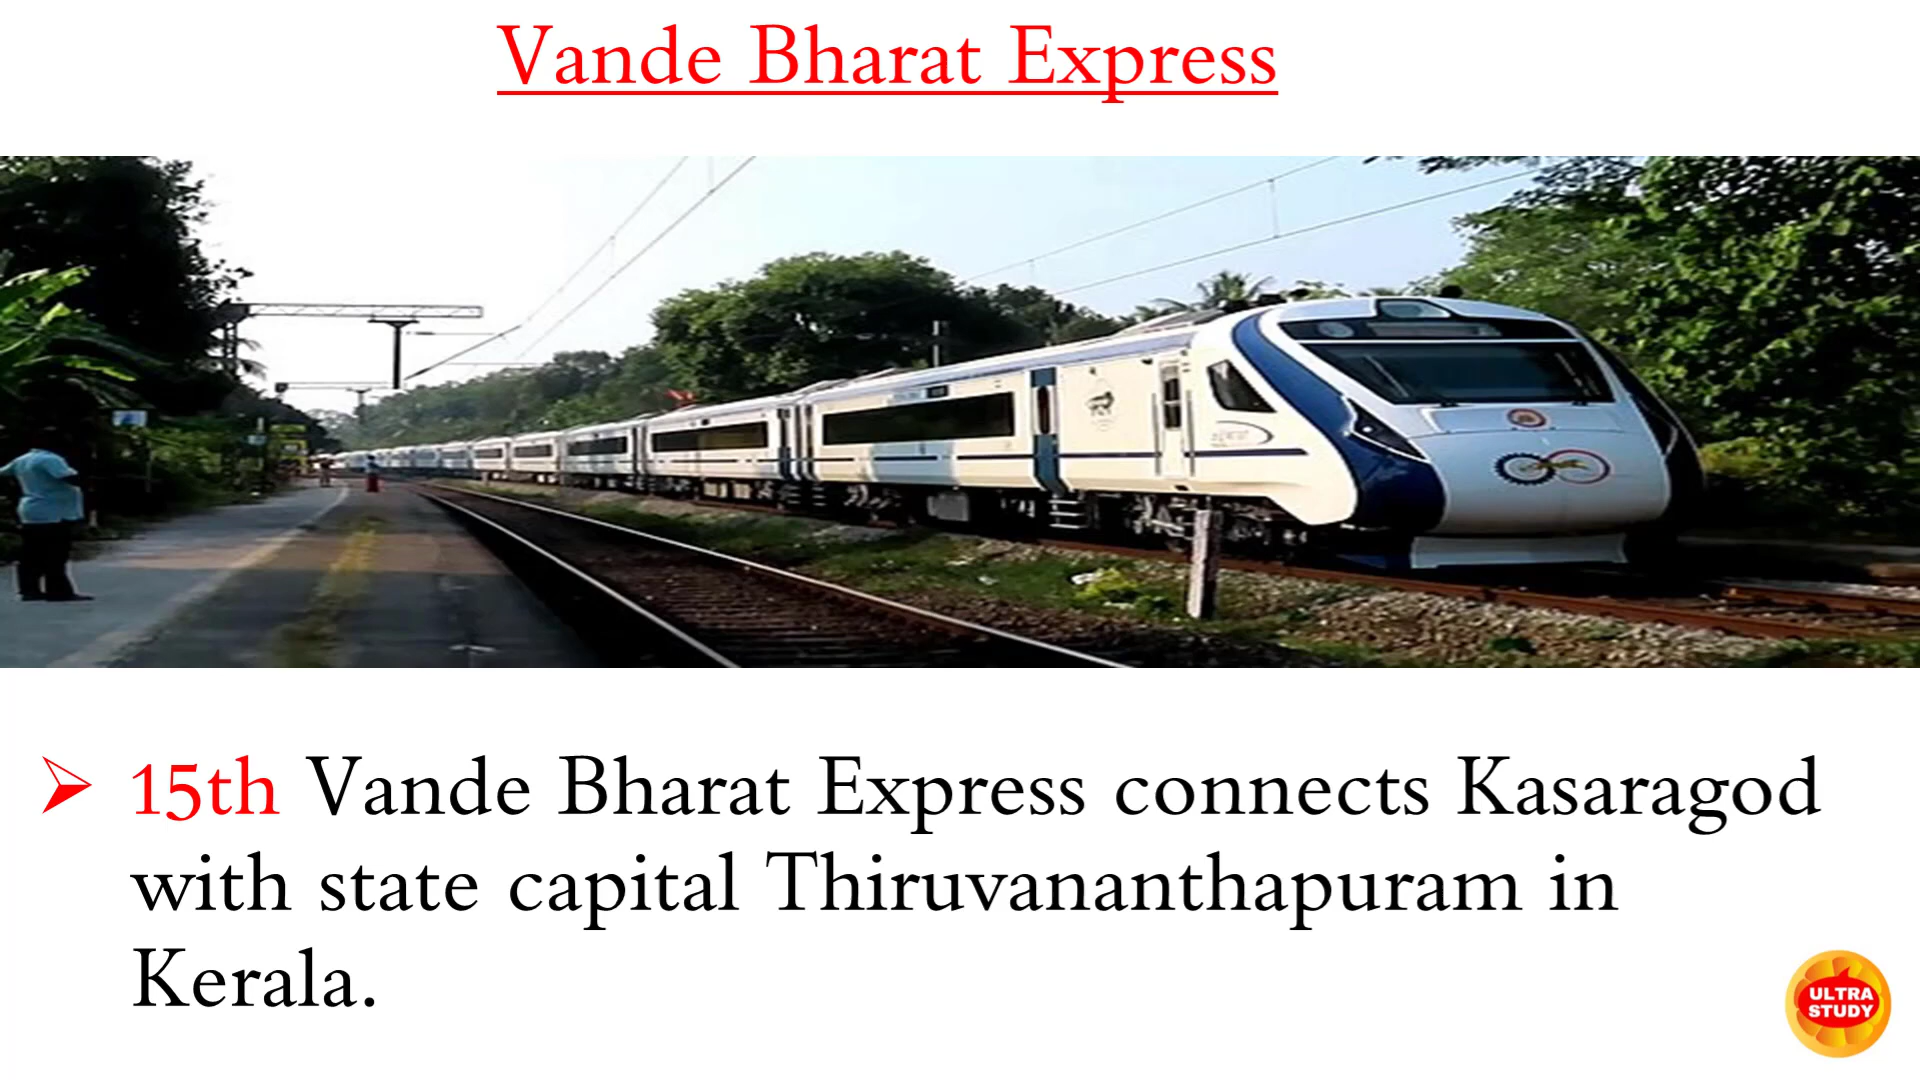 Vande Bharat Express
15th Vande Bharat Express connects Kasaragod
with state capital Thiruvananthapuram in
Kerala.
ULTRA
STUDY